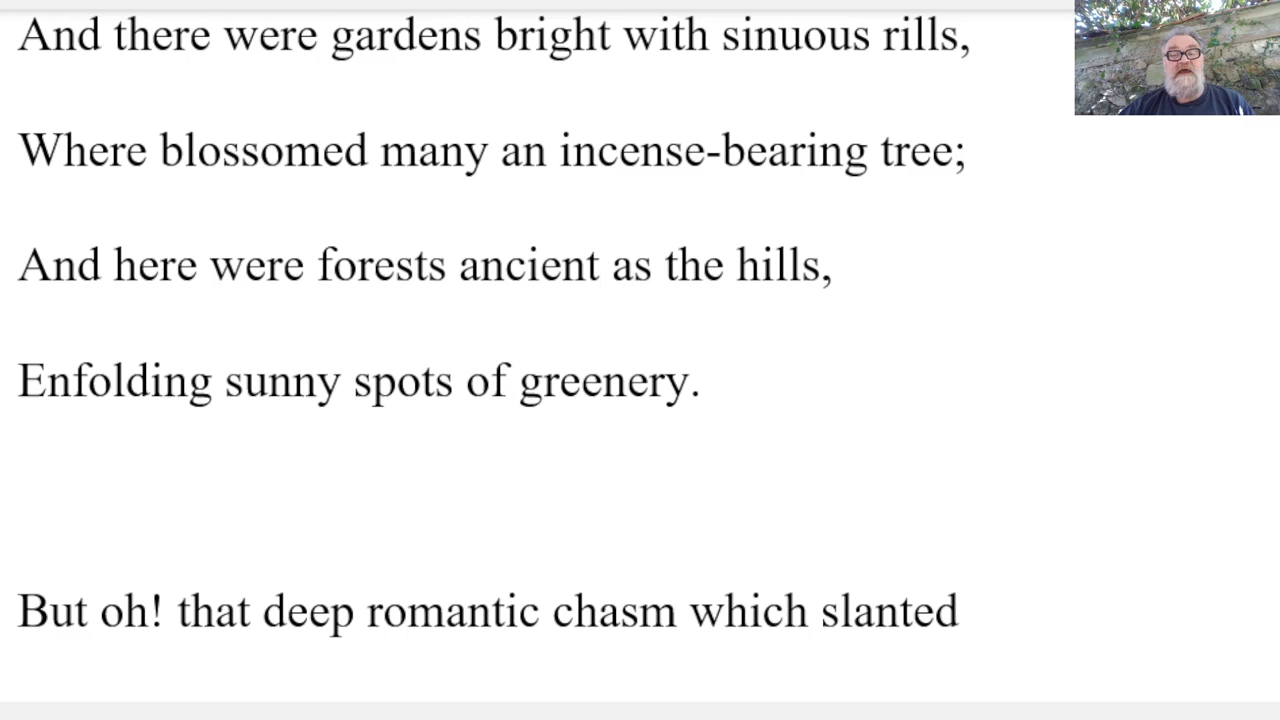 And there were gardens bright with sinuous rills,
Where blossomed many an incense-bearing tree;
And here were forests ancient as the hills,
Enfolding sunny spots of greenery.
But oh! that deep romantic chasm which slanted